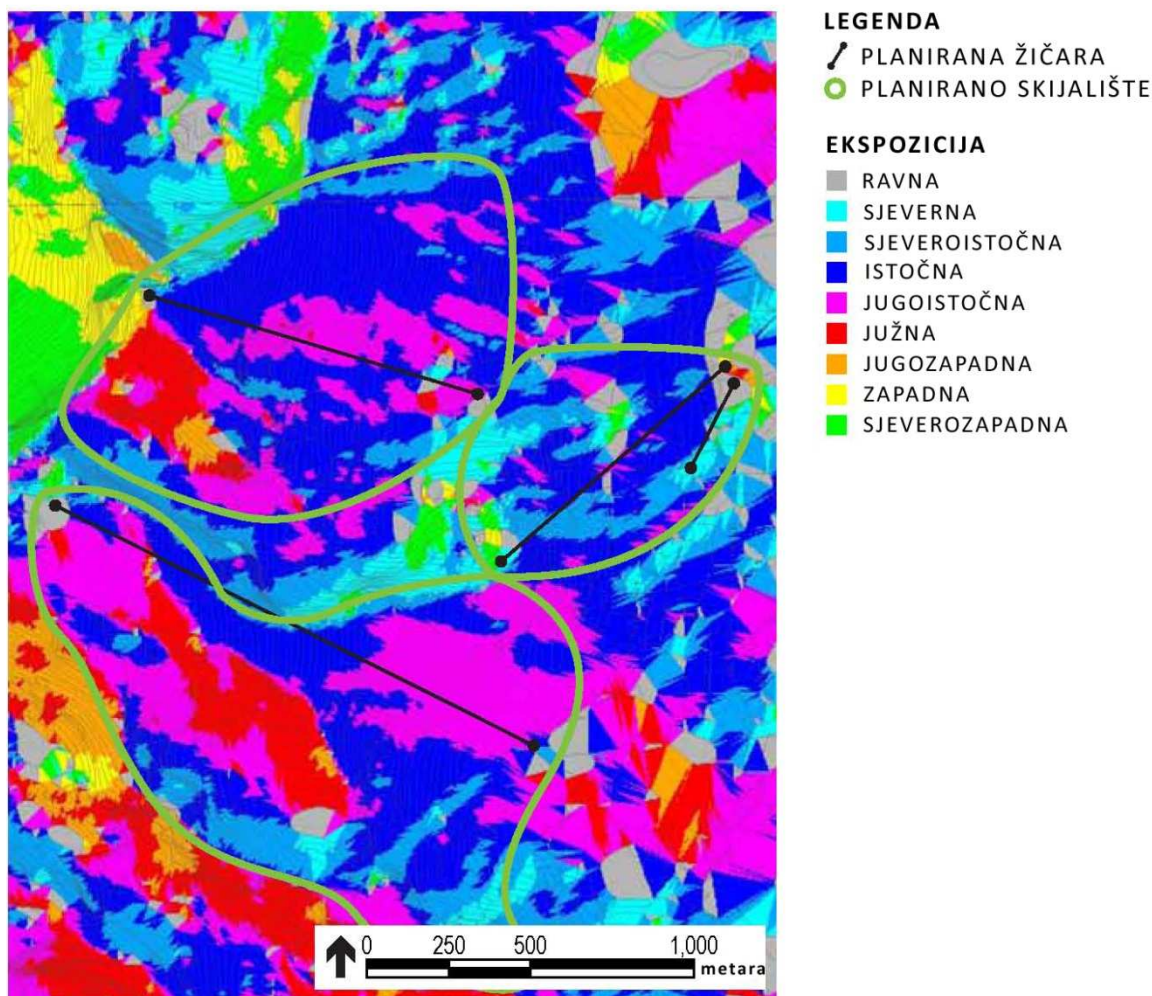 LEGENDA
PLANIRANA ŽIČARA
PLANIRANO SKIJALIŠTE
EKSPOZICIJA
RAVNA
SJEVERNA
SJEVEROISTOČNA
ISTOČNA
JUGOISTOČNA
JUŽNA
JUGOZAPADNA
ZAPADNA
SJEVEROZAPADNA
0 250 500 1,000
metara